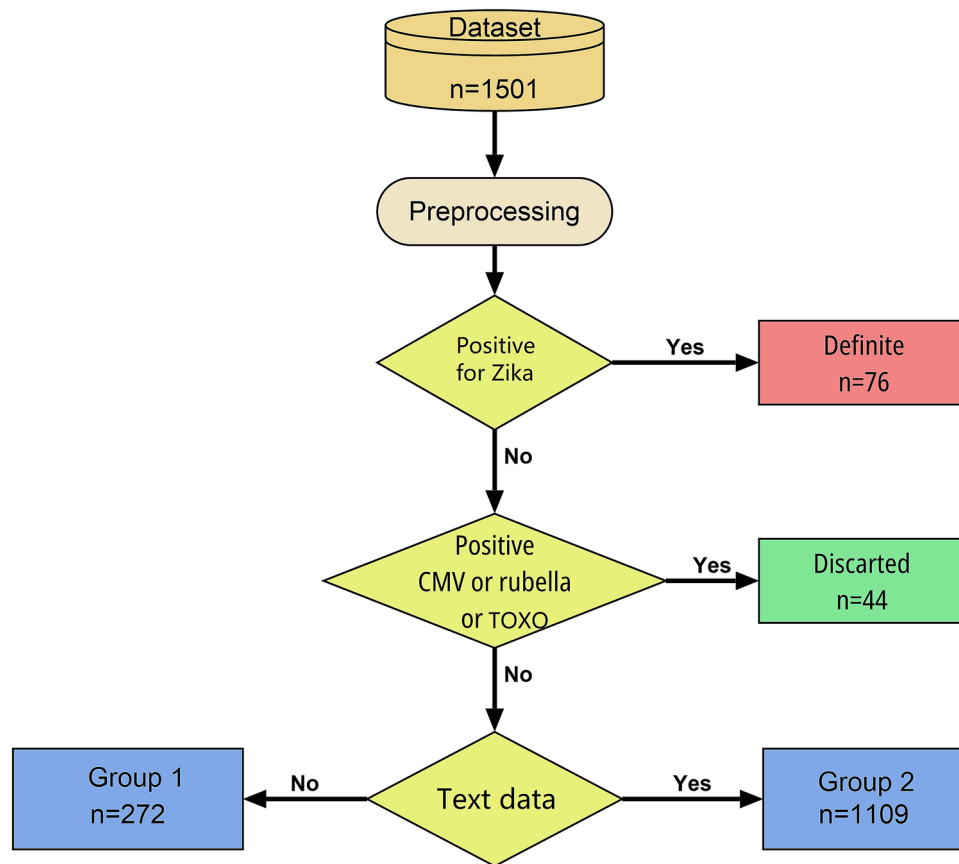 Dataset
n=1501
Preprocessing
Positive
for Zika
Yes
Definite
n=76
No
Positive
CMV or rubella
or TOXO
Yes
Discarted
n=44
No
Group 1
n=272
No
Text data
Yes
Group 2
n=1109